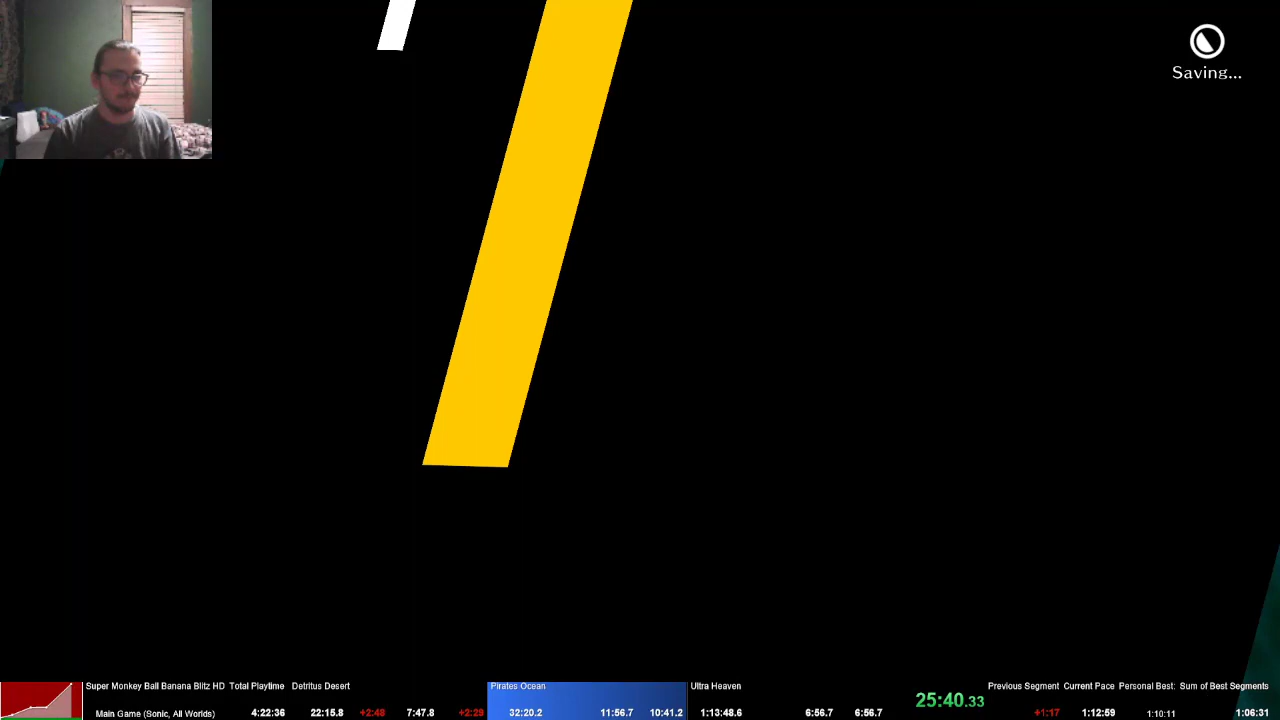 Saving...
Super Monkey Ball Banana Blitz HD Total Playtime Detritus Desert Pirates Ocean Ultra Heaven Previous Segment Current Pace Personal Best: Sum of Best Segments
Main Game (Sonic, All Worlds) 4:22:36 22:15.8 +2:48 7:47.8 +2:29 32:20.2 11:56.7 10:41.2 1:13:48.6 6:56.7 6:56.7 25:40.33 +1:17 1:12:59 1:10:11 1:06:31